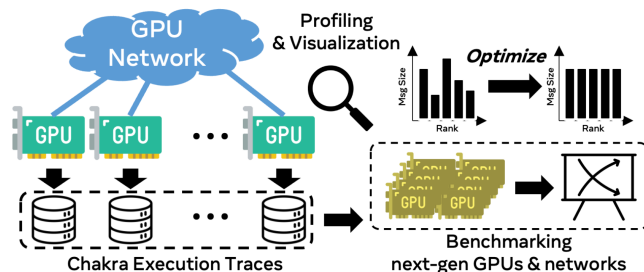 GPU
Network
Profiling
& Visualization
Optimize
Msg Size
Rank
Msg Size
Rank
GPU
GPU
GPU
GPU
GPU
Chakra Execution Traces
Benchmarking
next-gen GPUs & networks